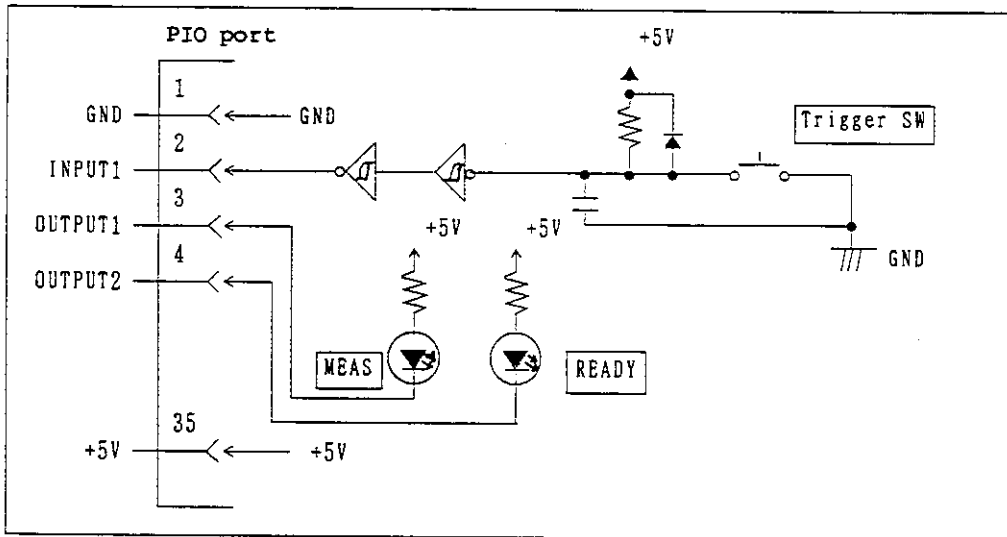 PIO port
+5V
1
GND
GND
Trigger SW
2
INPUT1
3
OUTPUT1
+5V
+5V
4
GND
OUTPUT2
MEAS
READY
35
+5V
+5V